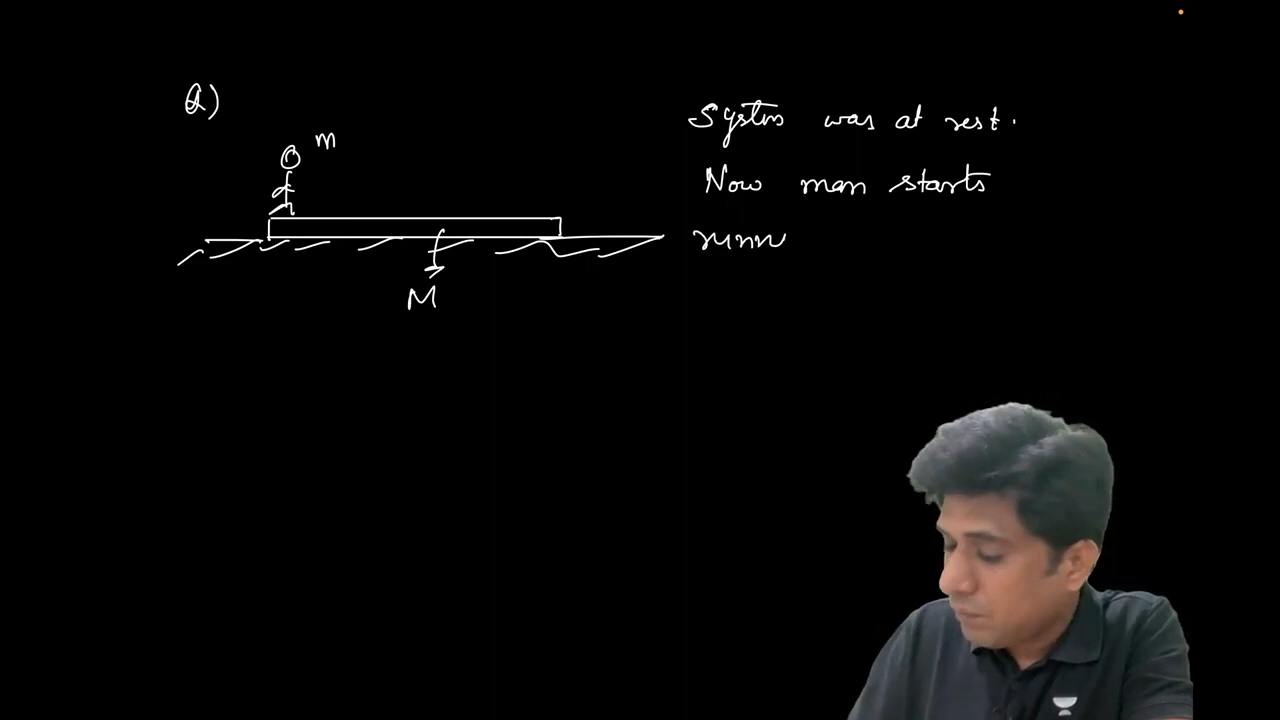 Q)
m
System was at rest.
Now man starts
runn
M